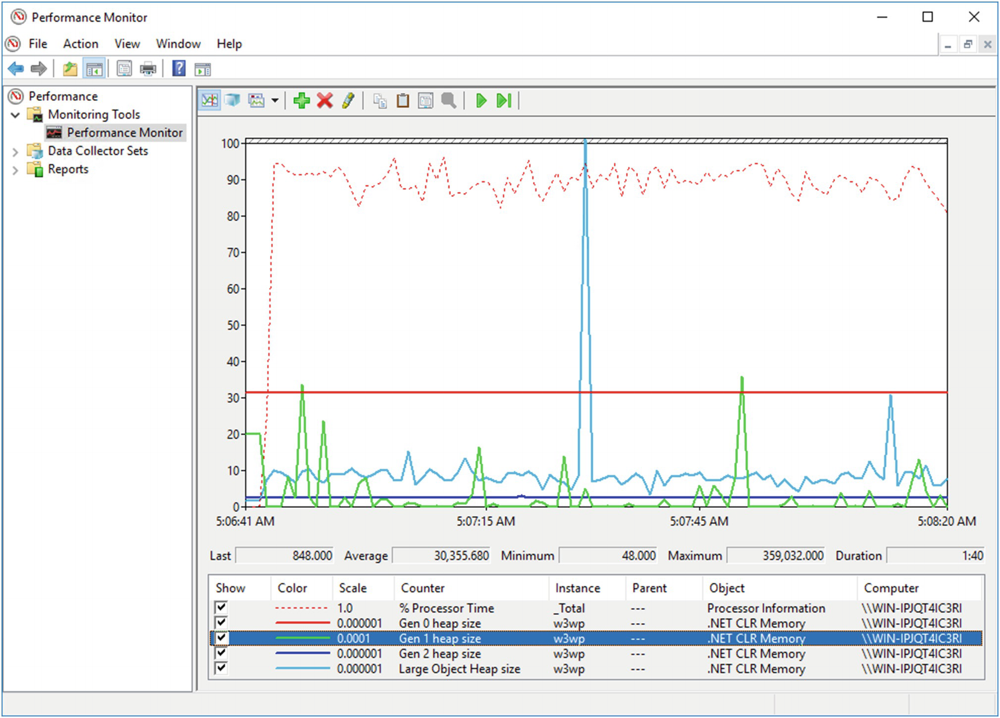 Performance Monitor
File Action View Window Help
Performance
Monitoring Tools
Performance Monitor
Data Collector Sets
Reports
100
90
80
70
60
50
40
30
20
10
0
5:06:41 AM 5:07:15 AM 5:07:45 AM 5:08:20 AM
Last 848.000 Average 30,355.680 Minimum 48.000 Maximum 359,032.000 Duration 1:40
Show Color Scale Counter Instance Parent Object Computer
1.0 % Processor Time _Total --- Processor Information \\WIN-IPJQT4IC3RI
0.000001 Gen 0 heap size w3wp --- .NET CLR Memory \\WIN-IPJQT4IC3RI
0.0001 Gen 1 heap size w3wp --- .NET CLR Memory \\WIN-IPJQT4IC3RI
0.000001 Gen 2 heap size w3wp --- .NET CLR Memory \\WIN-IPJQT4IC3RI
0.000001 Large Object Heap size w3wp --- .NET CLR Memory \\WIN-IPJQT4IC3RI